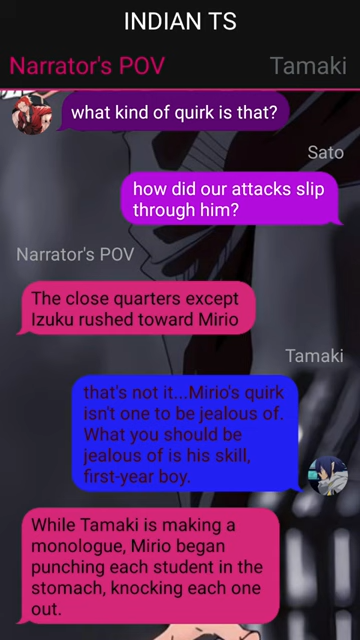 INDIAN TS
Narrator's POV
Tamaki
what kind of quirk is that?
Sato
how did our attacks slip
through him?
Narrator's POV
The close quarters except
Izuku rushed toward Mirio
Tamaki
that's not it...Mirio's quirk
isn't one to be jealous of.
What you should be
jealous of is his skill,
first-year boy.
While Tamaki is making a
monologue, Mirio began
punching each student in the
stomach, knocking each one
out.